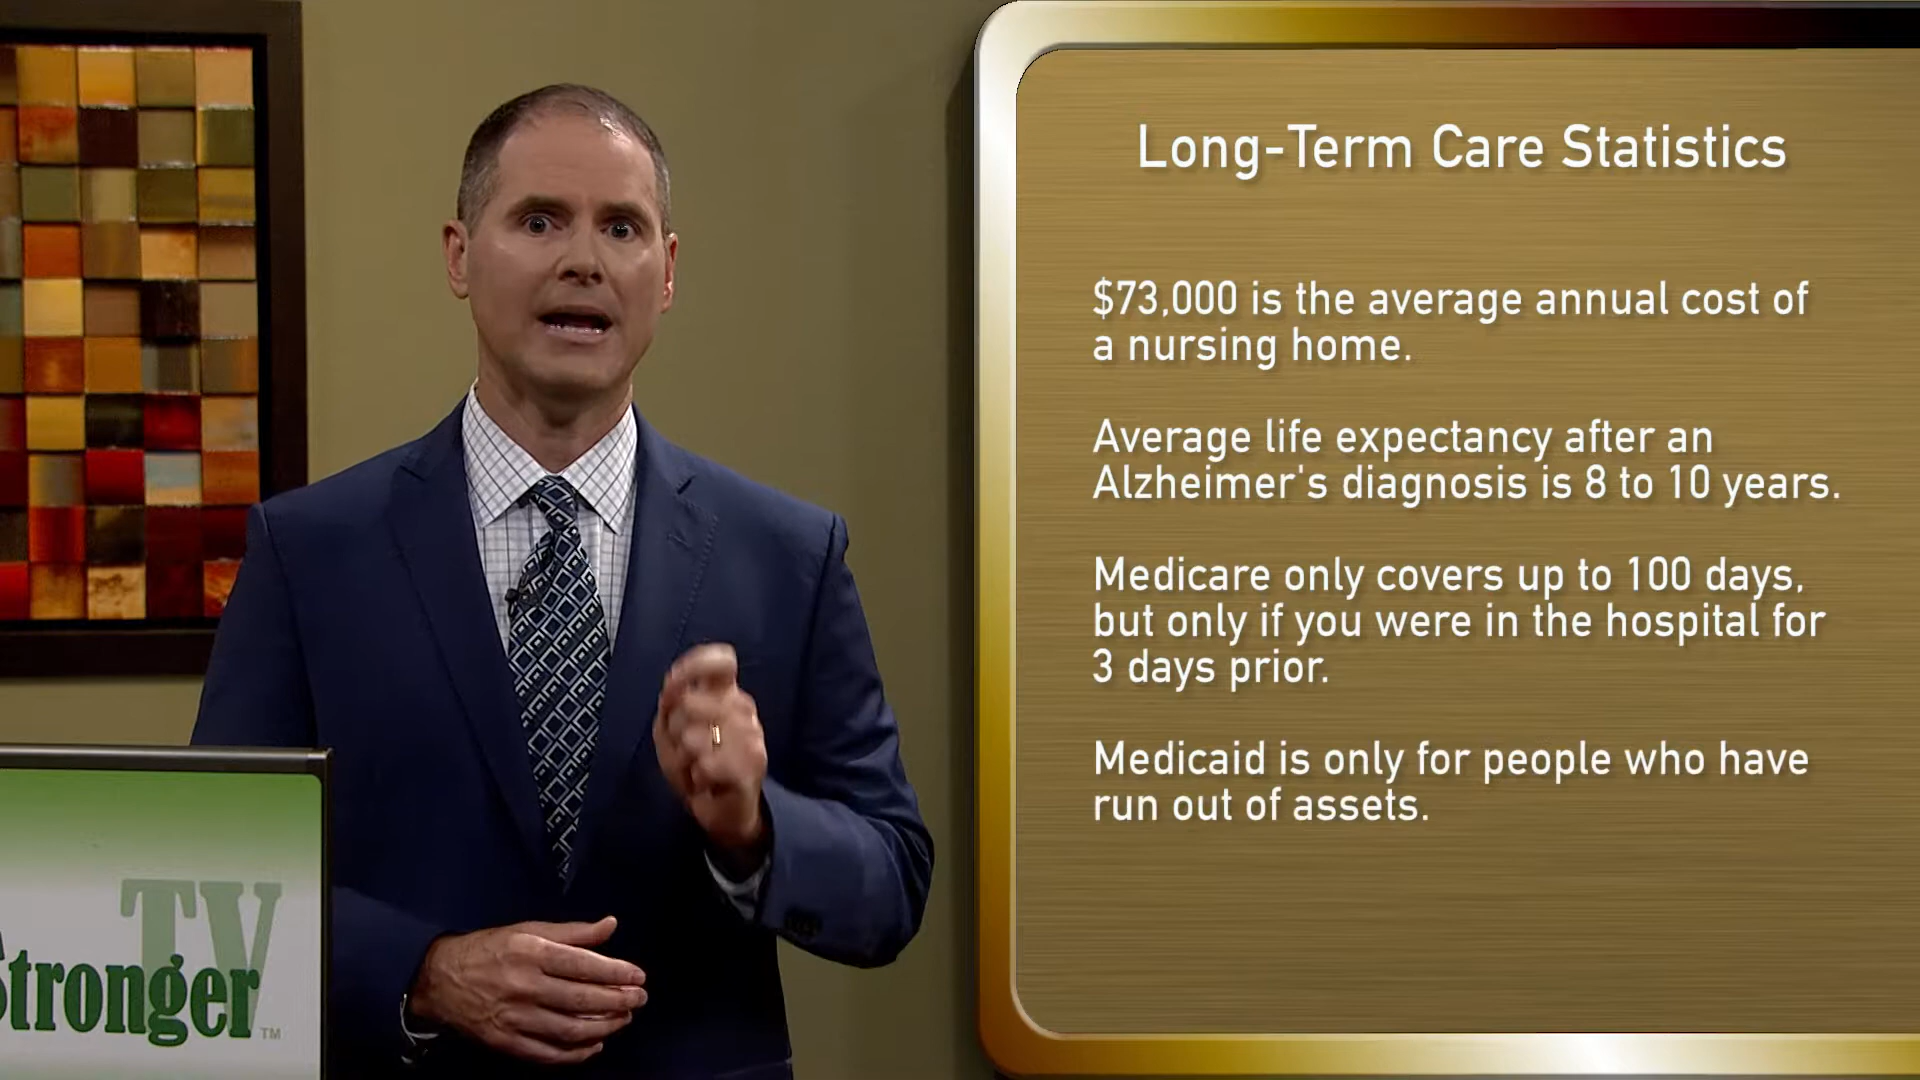 Long-Term Care Statistics
$73,000 is the average annual cost of
a nursing home.
Average life expectancy after an
Alzheimer's diagnosis is 8 to 10 years.
Medicare only covers up to 100 days,
but only if you were in the hospital for
3 days prior.
Medicaid is only for people who have
run out of assets.
TV
Stronger
TM